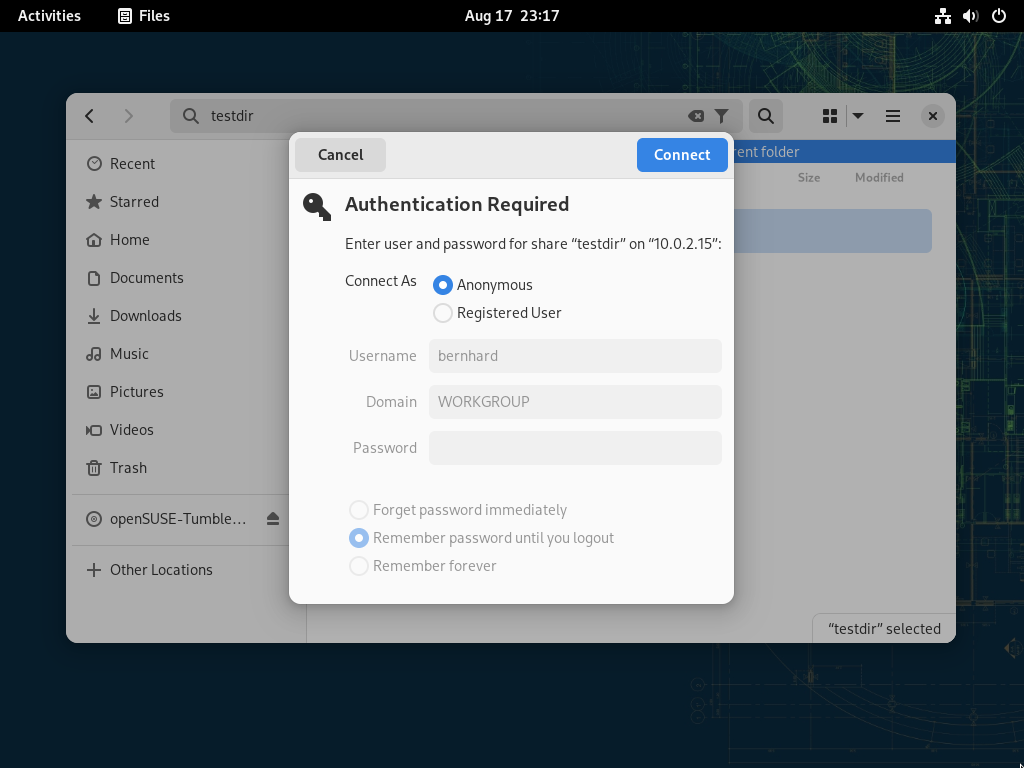 Activities Files Aug 17 23:17
testdir
Cancel Connect
rent folder
Recent
Size Modified
Starred
Authentication Required
Home
Enter user and password for share “testdir” on “10.0.2.15”:
Documents
Connect As Anonymous
Registered User
Downloads
Music
Username bernhard
Pictures
Domain WORKGROUP
Videos
Password
Trash
Forget password immediately
openSUSE-Tumble…
Remember password until you logout
Remember forever
Other Locations
“testdir” selected